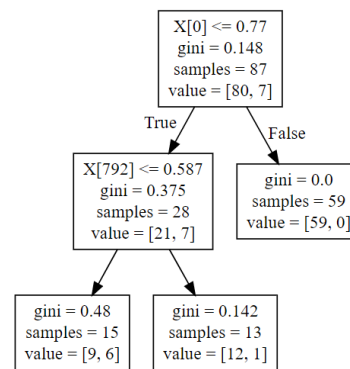 X[0] <= 0.77
gini = 0.148
samples = 87
value = [80, 7]
True
False
X[792] <= 0.587
gini = 0.375
samples = 28
value = [21, 7]
gini = 0.0
samples = 59
value = [59, 0]
gini = 0.48
samples = 15
value = [9, 6]
gini = 0.142
samples = 13
value = [12, 1]